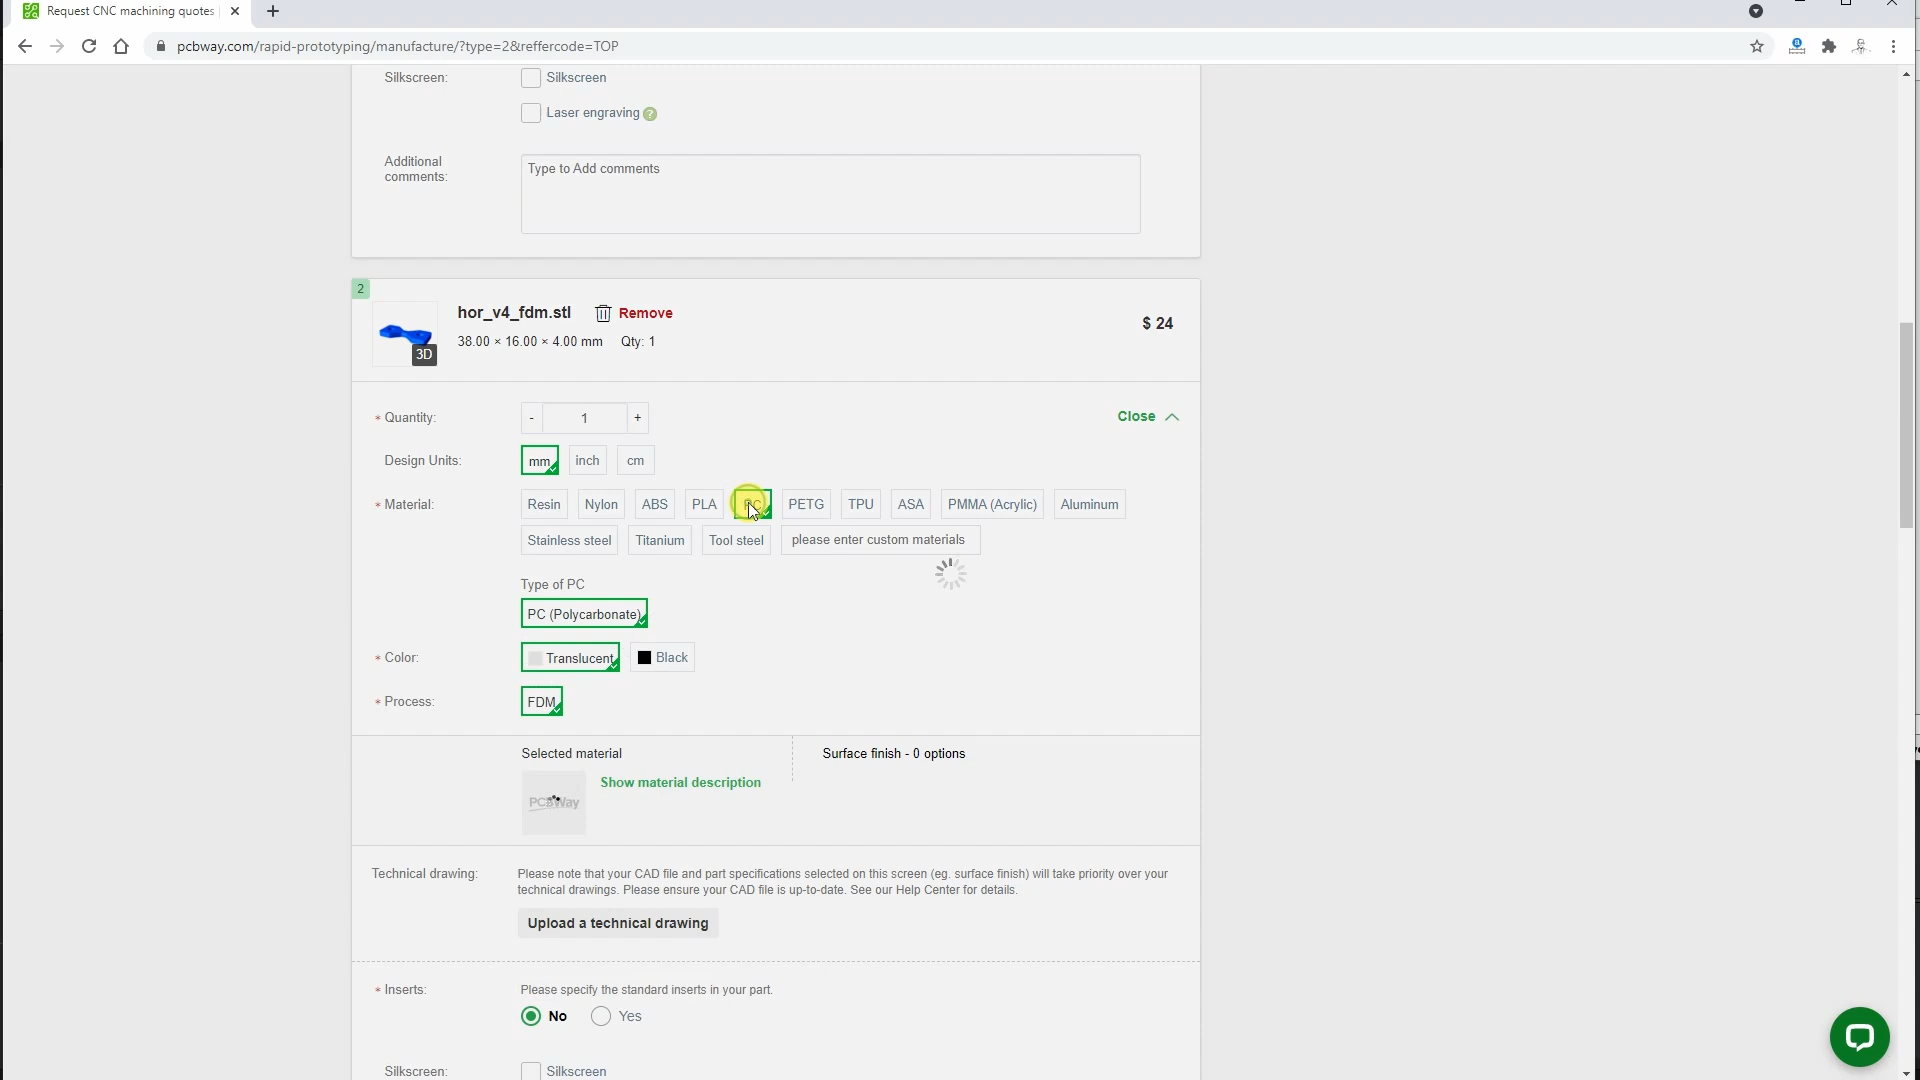 Request CNC machining quotes
pcbway.com/rapid-prototyping/manufacture/?type=2&reffercode=TOP
Silkscreen: Silkscreen
Laser engraving ?
Additional comments:
Type to Add comments
2
hor_v4_fdm.stl Remove
$ 24
3D
38.00 × 16.00 × 4.00 mm Qty: 1
* Quantity: - 1 + Close
Design Units: mm inch cm
* Material: Resin Nylon ABS PLA PC PETG TPU ASA PMMA (Acrylic) Aluminum
Stainless steel Titanium Tool steel please enter custom materials
Type of PC
PC (Polycarbonate)
* Color: Translucent Black
* Process: FDM
Selected material Surface finish - 0 options
Show material description
PCBWay
Technical drawing: Please note that your CAD file and part specifications selected on this screen (eg. surface finish) will take priority over your
technical drawings. Please ensure your CAD file is up-to-date. See our Help Center for details.
Upload a technical drawing
* Inserts: Please specify the standard inserts in your part.
No Yes
Silkscreen: Silkscreen